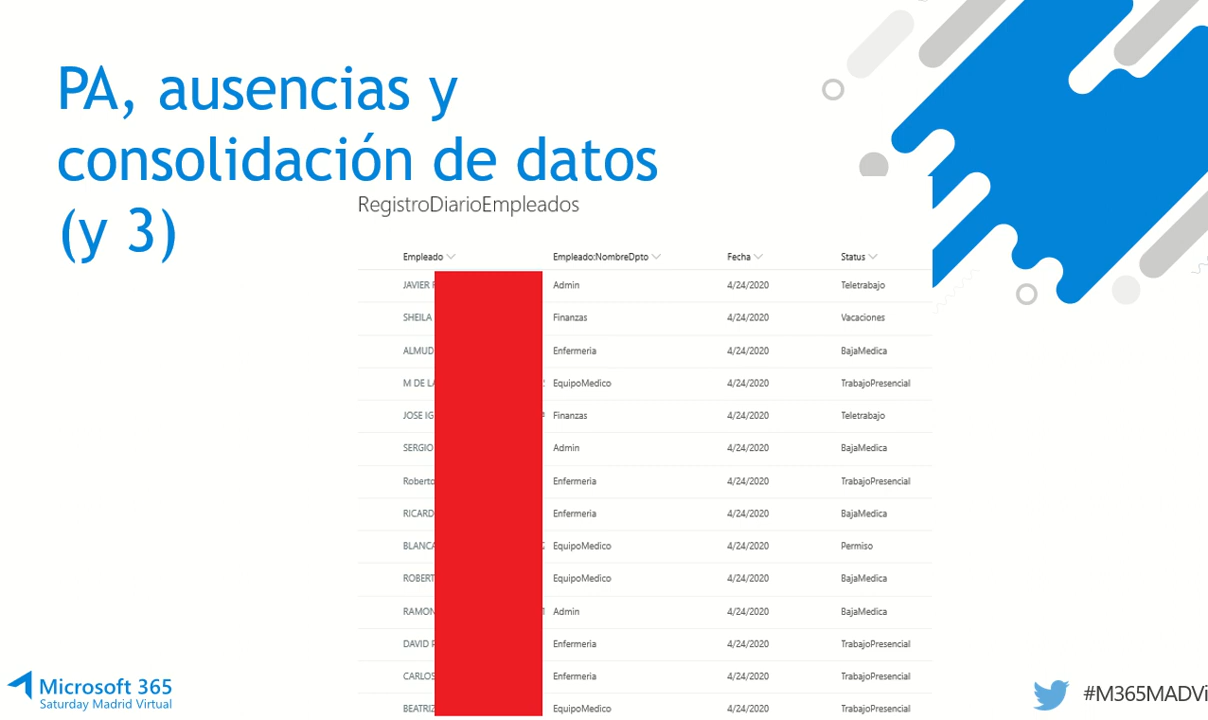 PA, ausencias y
consolidación de datos
(y 3)
RegistroDiarioEmpleados
Empleado Empleado:NombreDpto Fecha Status
JAVIER Admin 4/24/2020 Teletrabajo
SHEILA Finanzas 4/24/2020 Vacaciones
ALMUD Enfermeria 4/24/2020 BajaMedica
M DE LA EquipoMedico 4/24/2020 TrabajoPresencial
JOSE IG Finanzas 4/24/2020 Teletrabajo
SERGIO Admin 4/24/2020 BajaMedica
Roberto Enfermeria 4/24/2020 TrabajoPresencial
RICARD Enfermeria 4/24/2020 BajaMedica
BLANCA EquipoMedico 4/24/2020 Permiso
ROBERT EquipoMedico 4/24/2020 BajaMedica
RAMON Admin 4/24/2020 BajaMedica
DAVID Enfermeria 4/24/2020 TrabajoPresencial
CARLOS Enfermeria 4/24/2020 TrabajoPresencial
BEATRIZ EquipoMedico 4/24/2020 TrabajoPresencial
Microsoft 365
Saturday Madrid Virtual
#M365MADVi